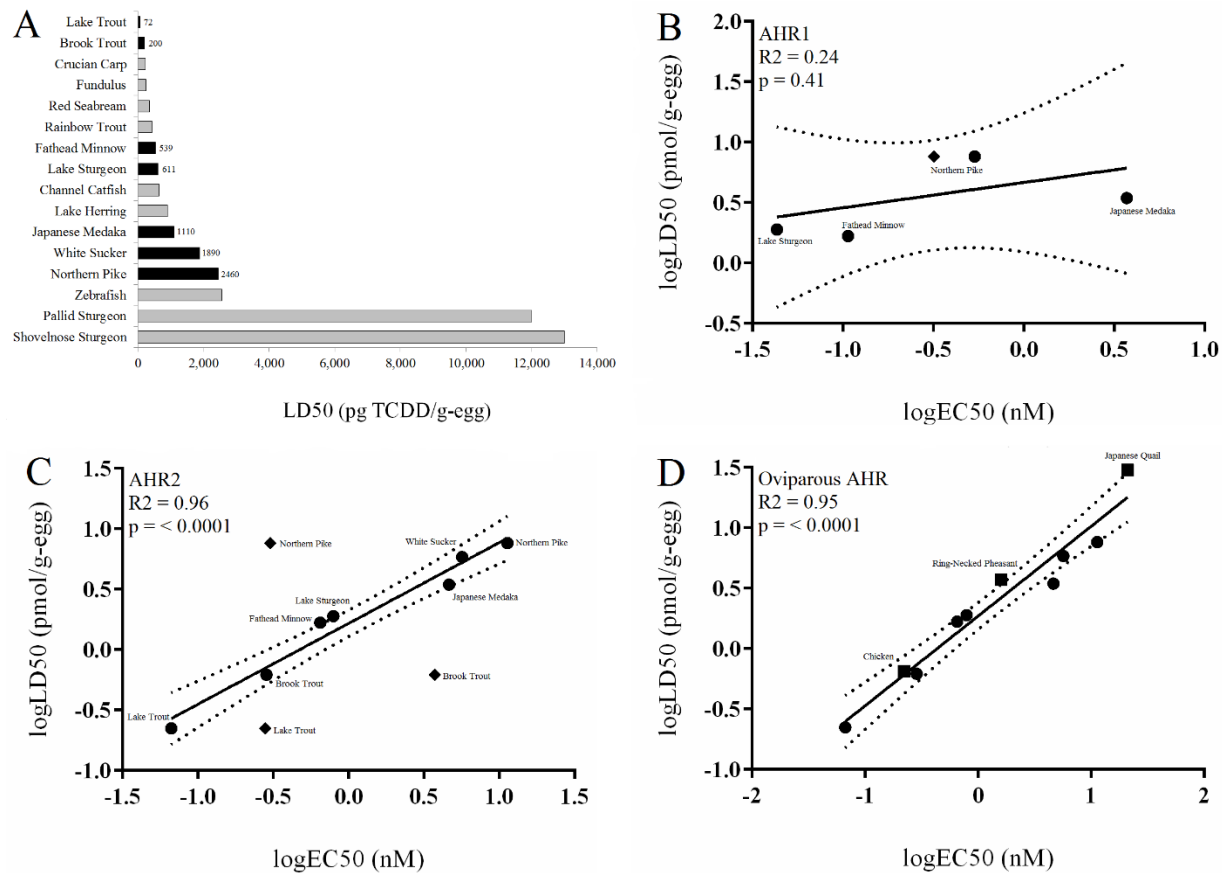 A
Lake Trout
72
Brook Trout
200
Crucian Carp
Fundulus
Red Seabream
Rainbow Trout
Fathead Minnow
539
Lake Sturgeon
611
Channel Catfish
Lake Herring
Japanese Medaka
1110
White Sucker
1890
Northern Pike
2460
Zebrafish
Pallid Sturgeon
Shovelnose Sturgeon
0 2,000 4,000 6,000 8,000 10,000 12,000 14,000
LD50 (pg TCDD/g-egg)
B
AHR1
R2 = 0.24
p = 0.41
logLD50 (pmol/g-egg)
2.0
1.5
1.0
0.5
0.0
-0.5
Northern Pike
Japanese Medaka
Lake Sturgeon
Fathead Minnow
-1.5 -1.0 -0.5 0.0 0.5 1.0
logEC50 (nM)
C
AHR2
R2 = 0.96
p = < 0.0001
logLD50 (pmol/g-egg)
1.5
1.0
0.5
0.0
-0.5
-1.0
Northern Pike
White Sucker
Northern Pike
Japanese Medaka
Lake Sturgeon
Fathead Minnow
Brook Trout
Brook Trout
Lake Trout
Lake Trout
-1.5 -1.0 -0.5 0.0 0.5 1.0 1.5
logEC50 (nM)
D
Oviparous AHR
R2 = 0.95
p = < 0.0001
logLD50 (pmol/g-egg)
1.5
1.0
0.5
0.0
-0.5
-1.0
Japanese Quail
Ring-Necked Pheasant
Chicken
-2 -1 0 1 2
logEC50 (nM)